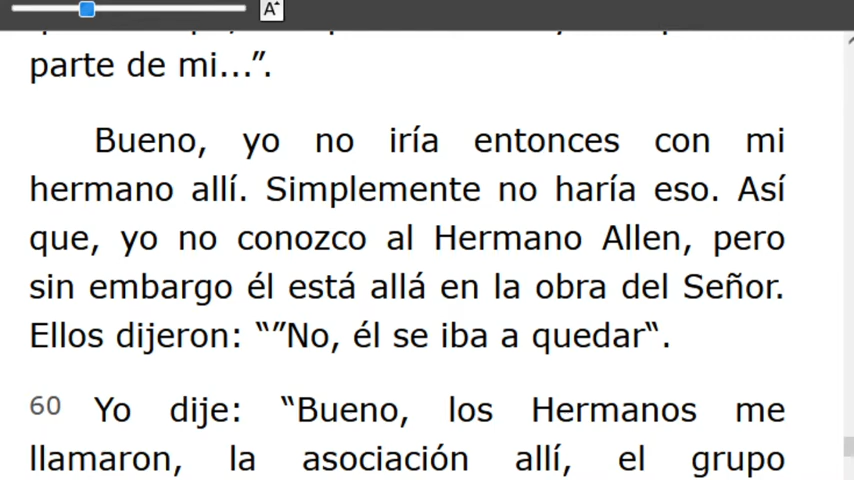 A
parte de mi...”.
Bueno, yo no iría entonces con mi
hermano allí. Simplemente no haría eso. Así
que, yo no conozco al Hermano Allen, pero
sin embargo él está allá en la obra del Señor.
Ellos dijeron: “”No, él se iba a quedar“.
60 Yo dije: “Bueno, los Hermanos me
llamaron, la asociación allí, el grupo